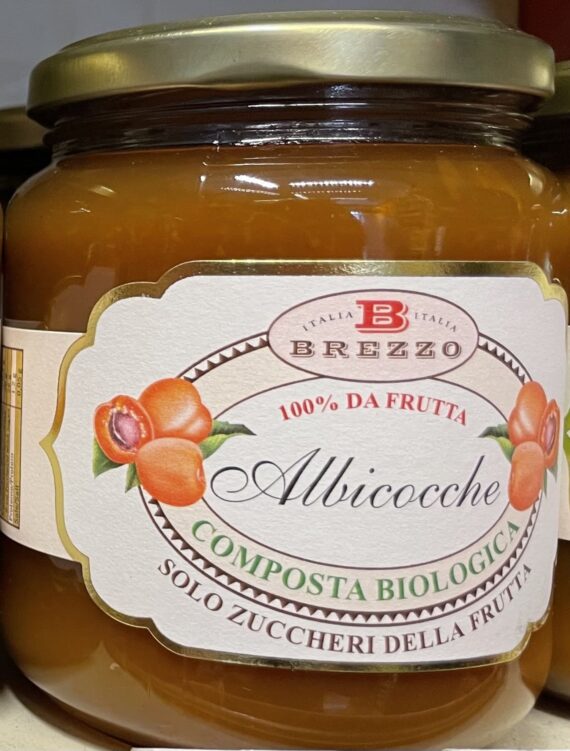 ITALIA B ITALIA
BREZZO
100% DA FRUTTA
Albicocche
COMPOSTA BIOLOGICA
SOLO ZUCCHERI DELLA FRUTTA